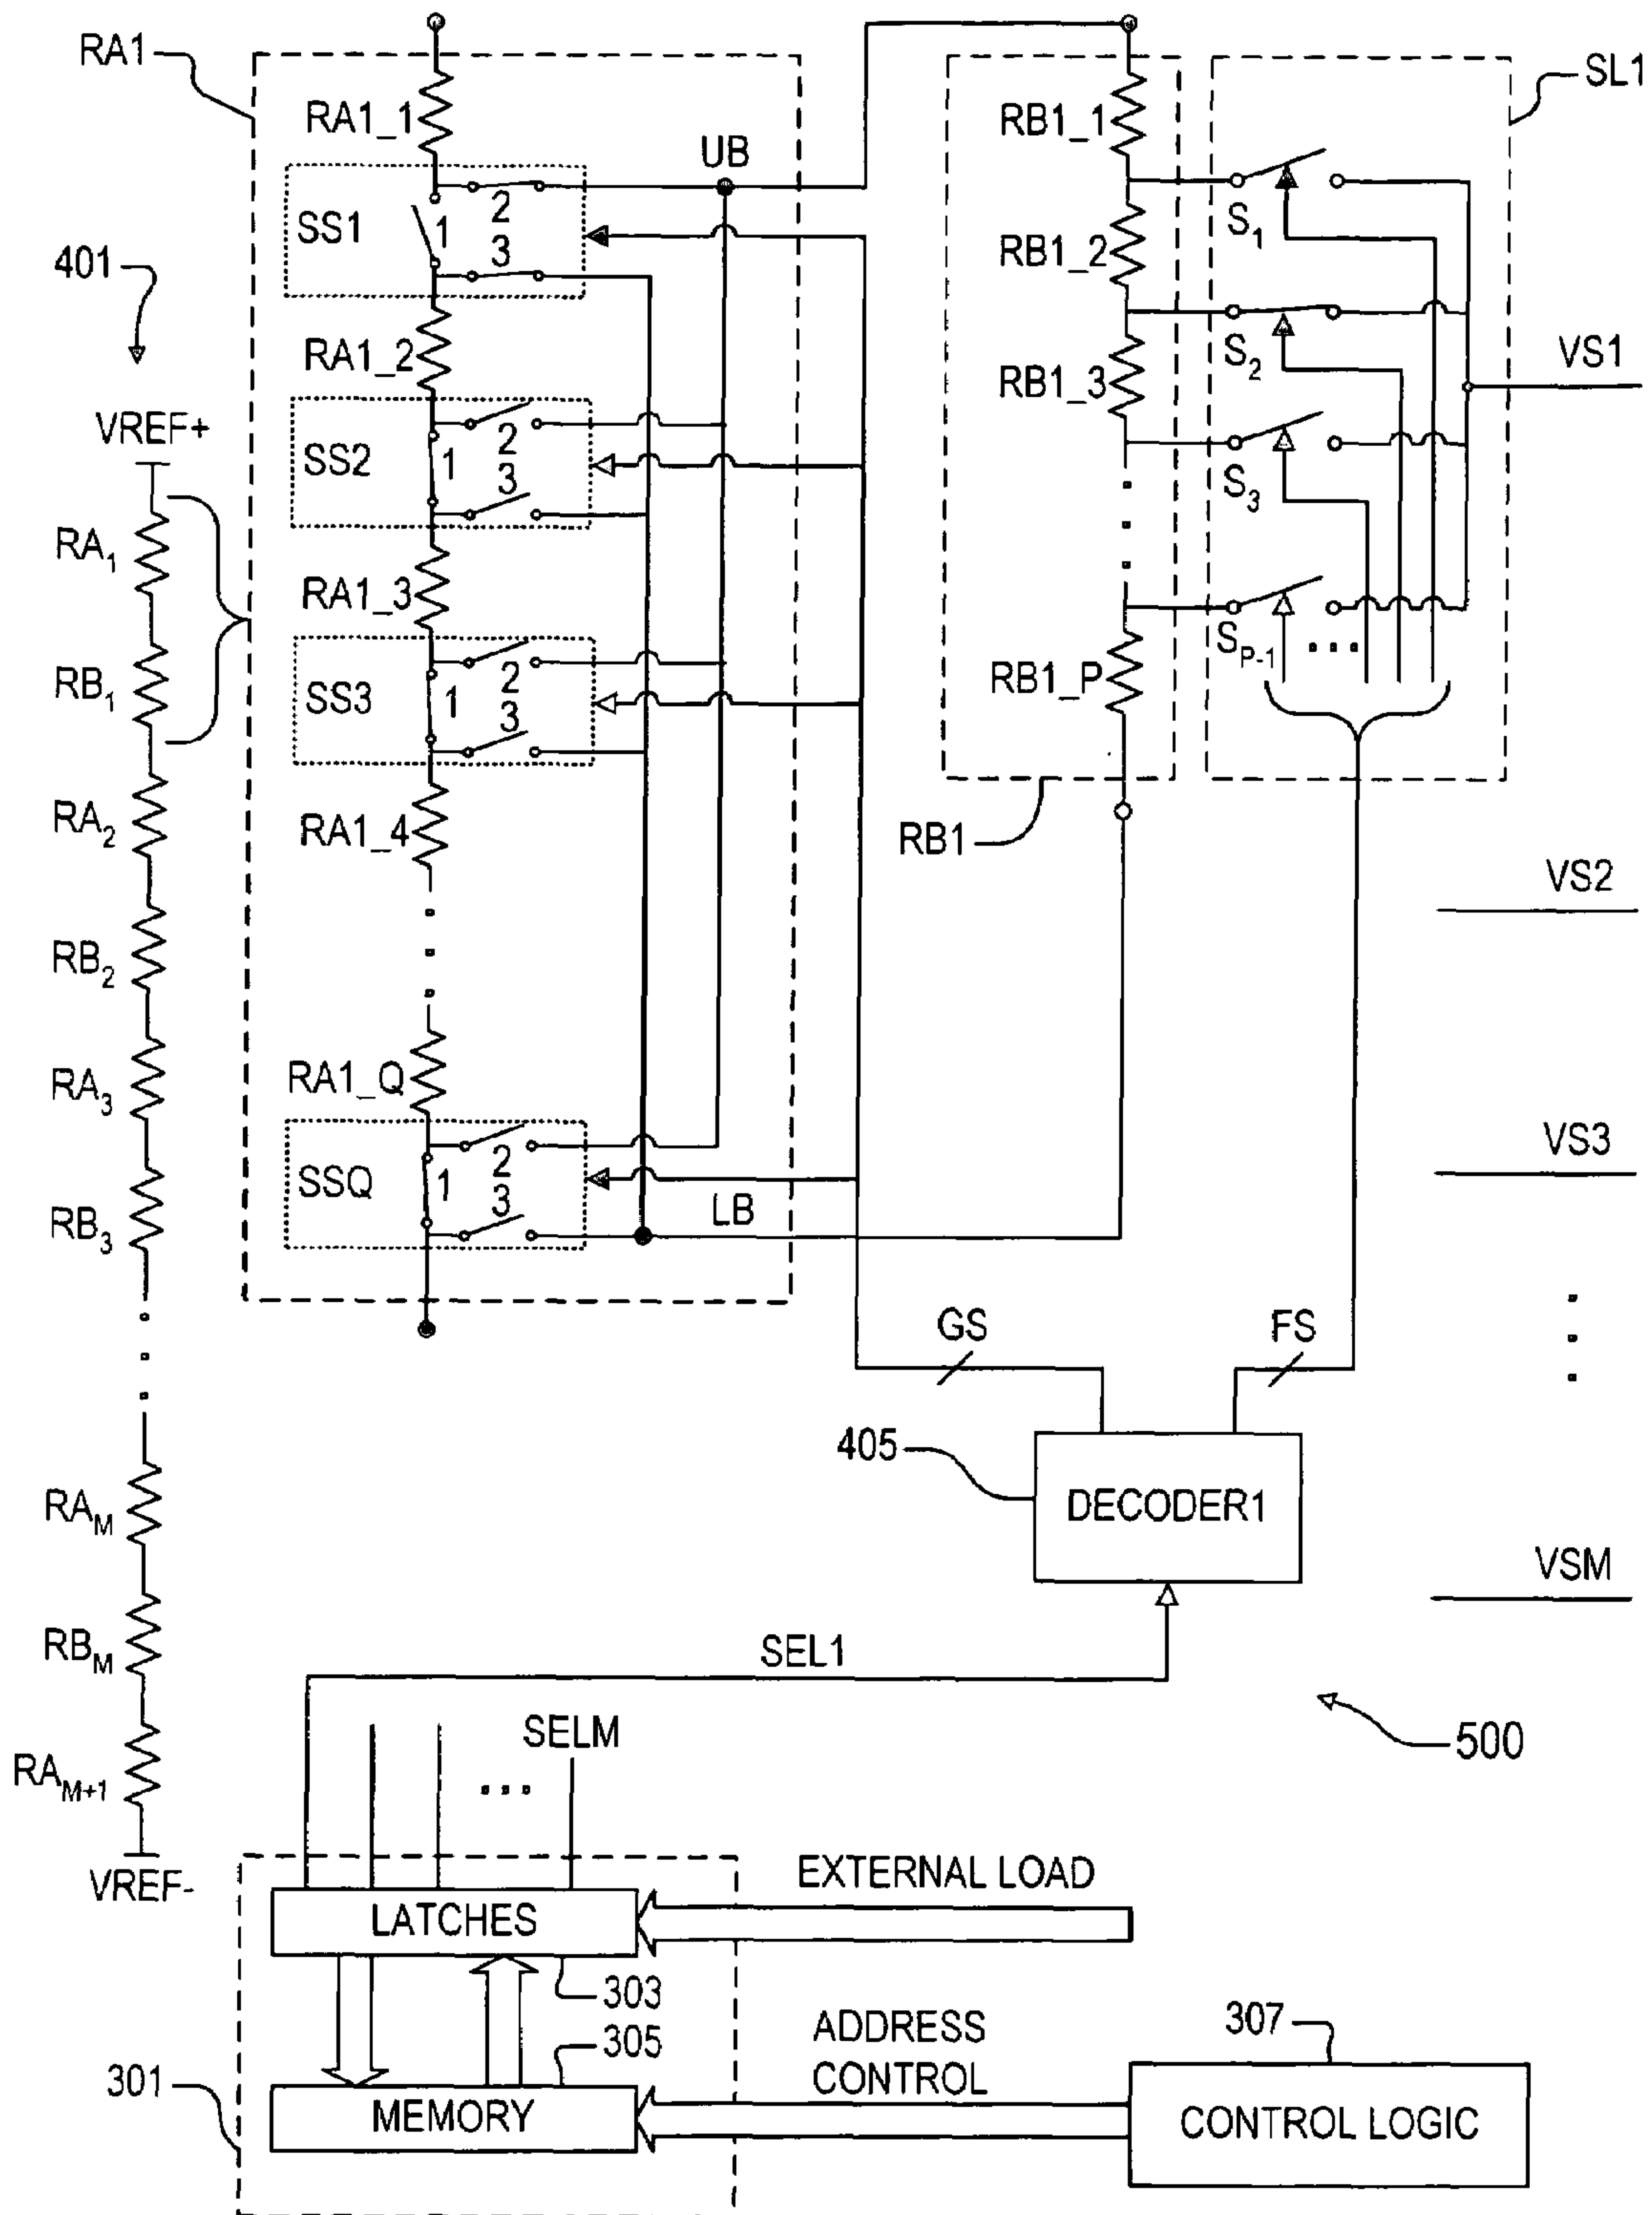 RA1
RA1_1
UB
SS1
1
2
3
RA1_2
SS2
1
2
3
RA1_3
SS3
1
2
3
RA1_4
RA1_Q
SSQ
1
2
3
LB
401
VREF+
RA1
RB1
RA2
RB2
RA3
RB3
RAM
RBM
RAM+1
VREF-
RB1_1
RB1_2
RB1_3
RB1_P
RB1
SL1
S1
S2
S3
SP-1
VS1
VS2
VS3
VSM
GS
FS
405
DECODER1
SEL1
SELM
500
LATCHES
EXTERNAL LOAD
303
305
301
MEMORY
ADDRESS
CONTROL
307
CONTROL LOGIC